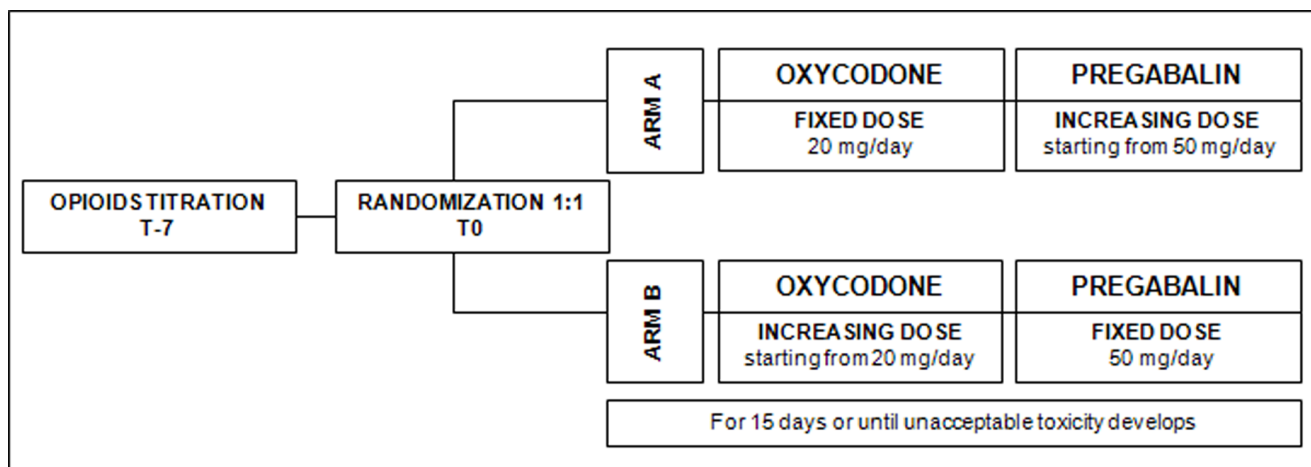 OPIOIDS TITRATION
T-7
RANDOMIZATION 1:1
T0
ARM A
OXYCODONE
FIXED DOSE
20 mg/day
PREGABALIN
INCREASING DOSE
starting from 50 mg/day
ARM B
OXYCODONE
INCREASING DOSE
starting from 20 mg/day
PREGABALIN
FIXED DOSE
50 mg/day
For 15 days or until unacceptable toxicity develops